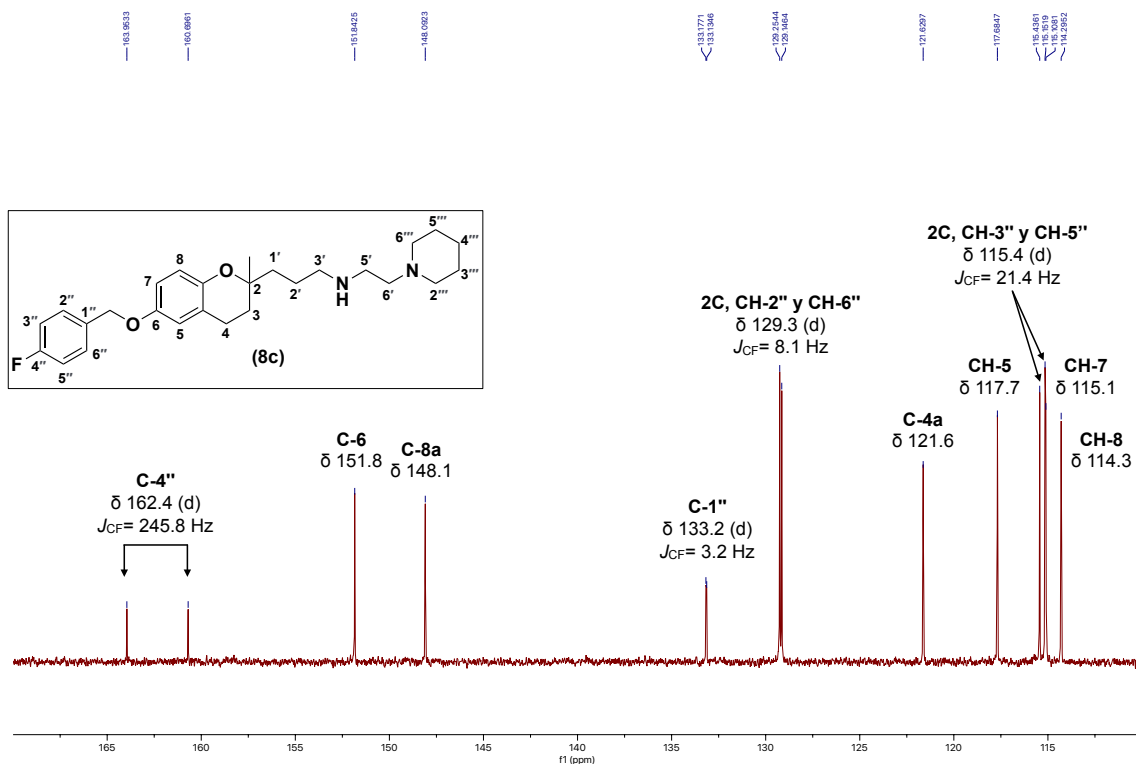 163.9533
160.6961
151.8425
148.0923
133.1771
133.1346
129.2544
129.1464
121.6297
117.6847
115.4361
115.1519
115.1081
114.2952
5'''
6'''
4'''
8
1'
3'
5'
N
3'''
7
O
2
2'
N
H
6'
2'''
2''
1''
3
3''
O
6
5
4
6''
(8c)
F
4''
5''
2C, CH-3'' y CH-5''
δ 115.4 (d)
JCF= 21.4 Hz
2C, CH-2'' y CH-6''
δ 129.3 (d)
JCF= 8.1 Hz
CH-5
δ 117.7
CH-7
δ 115.1
C-4a
δ 121.6
C-6
δ 151.8
C-8a
δ 148.1
CH-8
δ 114.3
C-4''
δ 162.4 (d)
JCF= 245.8 Hz
C-1''
δ 133.2 (d)
JCF= 3.2 Hz
165
160
155
150
145
140
135
130
125
120
115
f1 (ppm)